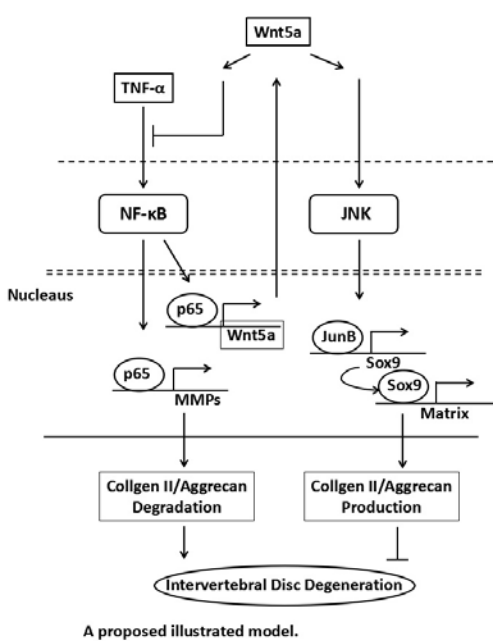 Wnt5a
TNF-α
NF-κB
JNK
Nucleaus
p65
Wnt5a
JunB
Sox9
p65
MMPs
Sox9
Matrix
Collgen II/Aggrecan
Degradation
Collgen II/Aggrecan
Production
Intervertebral Disc Degeneration
A proposed illustrated model.